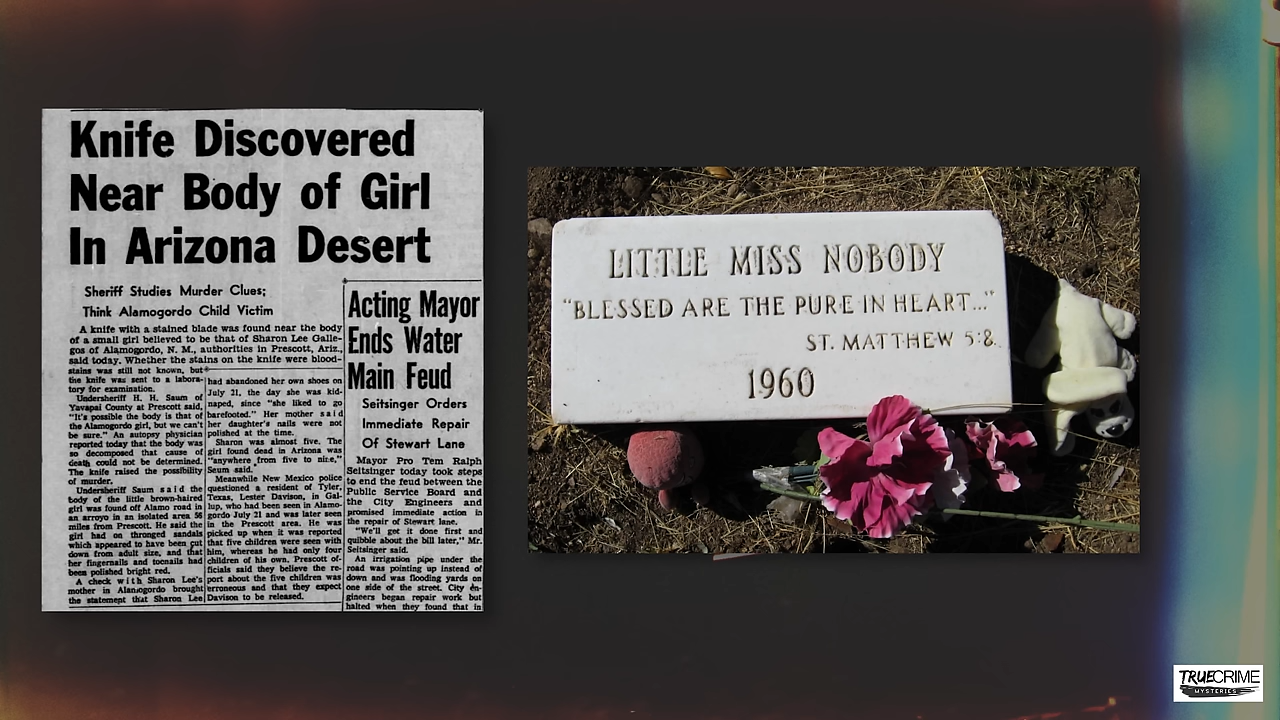 Knife Discovered
Near Body of Girl
In Arizona Desert
Sheriff Studies Murder Clues;
Think Alamogordo Child Victim
A knife with a stained blade was found near the body
of a small girl believed to be that of Sharon Lee Galle-
gos of Alamogordo, N. M., authorities in Prescott, Ariz.,
said today. Whether the stains on the knife were blood-
stains was still not known, but
the knife was sent to a labora-
tory for examination.
Undersheriff H. H. Saum of
Yavapai County at Prescott said,
"It's possible the body is that of
the Alamogordo girl, but we can't
be sure." An autopsy physician
reported today that the body was
so decomposed that cause of
death could not be determined.
The knife raised the possibility
of murder.
Undersheriff Saum said the
body of the little brown-haired
girl was found off Alamo road in
an arroyo in an isolated area 56
miles from Prescott. He said the
girl had on thronged sandals
which appeared to have been cut
down from adult size, and that
her fingernails and toenails had
been polished bright red.
A check with Sharon Lee's
mother in Alamogordo brought
the statement that Sharon Lee
had abandoned her own shoes on
July 21, the day she was kid-
naped, since "she liked to go
barefooted." Her mother said
her daughter's nails were not
polished at the time.
Sharon was almost five. The
girl found dead in Arizona was
"anywhere from five to nine,"
Seum said.
Meanwhile New Mexico police
questioned a resident of Tyler,
Texas, Lester Davison, in Gal-
lup, who had been seen in Alamo-
gordo July 21 and was later seen
in the Prescott area. He was
picked up when it was reported
that five children were seen with
him, whereas he had only four
children of his own. Prescott of-
ficials said they believe the re-
port about the five children was
erroneous and that they expect
Davison to be released.
Acting Mayor
Ends Water
Main Feud
Seitsinger Orders
Immediate Repair
Of Stewart Lane
Mayor Pro Tem Ralph
Seitsinger today took steps
to end the feud between the
Public Service Board and
the City Engineers and
promised immediate action in
the repair of Stewart lane.
"We'll get it done first and
quibble about the bill later," Mr.
Seitsinger said.
An irrigation pipe under the
road was pointing up instead of
down and was flooding yards on
one side of the street. City en-
gineers began repair work but
halted when they found that in
LITTLE MISS NOBODY
"BLESSED ARE THE PURE IN HEART..."
ST. MATTHEW 5:8
1960
TRUECRIME
MYSTERIES